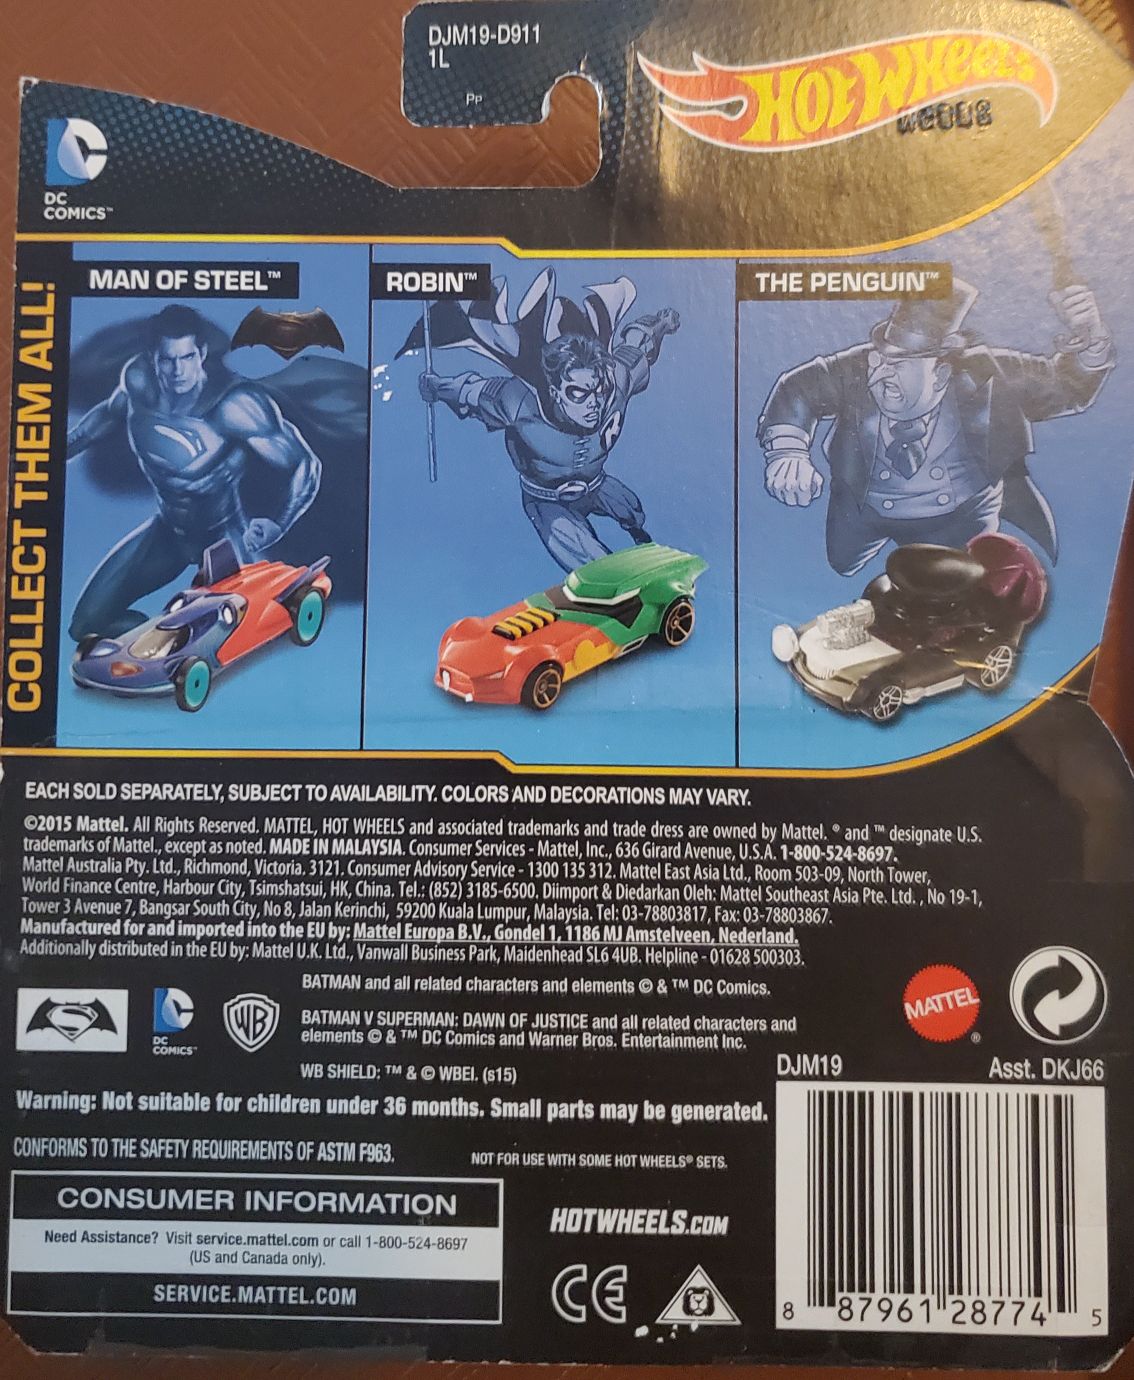 DJM19-D911
1L
Pp
HOT WHEELS
DC
COMICS™
COLLECT THEM ALL!
MAN OF STEEL™
ROBIN™
THE PENGUIN™
R
EACH SOLD SEPARATELY, SUBJECT TO AVAILABILITY. COLORS AND DECORATIONS MAY VARY.
©2015 Mattel. All Rights Reserved. MATTEL, HOT WHEELS and associated trademarks and trade dress are owned by Mattel. ® and ™ designate U.S.
trademarks of Mattel., except as noted. MADE IN MALAYSIA. Consumer Services - Mattel, Inc., 636 Girard Avenue, U.S.A. 1-800-524-8697.
Mattel Australia Pty. Ltd., Richmond, Victoria. 3121. Consumer Advisory Service - 1300 135 312. Mattel East Asia Ltd., Room 503-09, North Tower,
World Finance Centre, Harbour City, Tsimshatsui, HK, China. Tel.: (852) 3185-6500. Diimport & Diedarkan Oleh: Mattel Southeast Asia Pte. Ltd. , No 19-1,
Tower 3 Avenue 7, Bangsar South City, No 8, Jalan Kerinchi, 59200 Kuala Lumpur, Malaysia. Tel: 03-78803817, Fax: 03-78803867.
Manufactured for and imported into the EU by: Mattel Europa B.V., Gondel 1, 1186 MJ Amstelveen, Nederland.
Additionally distributed in the EU by: Mattel U.K. Ltd., Vanwall Business Park, Maidenhead SL6 4UB. Helpline - 01628 500303.
BATMAN and all related characters and elements © & ™ DC Comics.
BATMAN V SUPERMAN: DAWN OF JUSTICE and all related characters and
elements © & ™ DC Comics and Warner Bros. Entertainment Inc.
WB SHIELD: ™ & © WBEI. (s15)
DC
COMICS™
WB
MATTEL®
DJM19
Asst. DKJ66
Warning: Not suitable for children under 36 months. Small parts may be generated.
CONFORMS TO THE SAFETY REQUIREMENTS OF ASTM F963.
NOT FOR USE WITH SOME HOT WHEELS® SETS.
CONSUMER INFORMATION
Need Assistance? Visit service.mattel.com or call 1-800-524-8697
(US and Canada only).
SERVICE.MATTEL.COM
HOTWHEELS.COM
CE
8 87961 28774 5